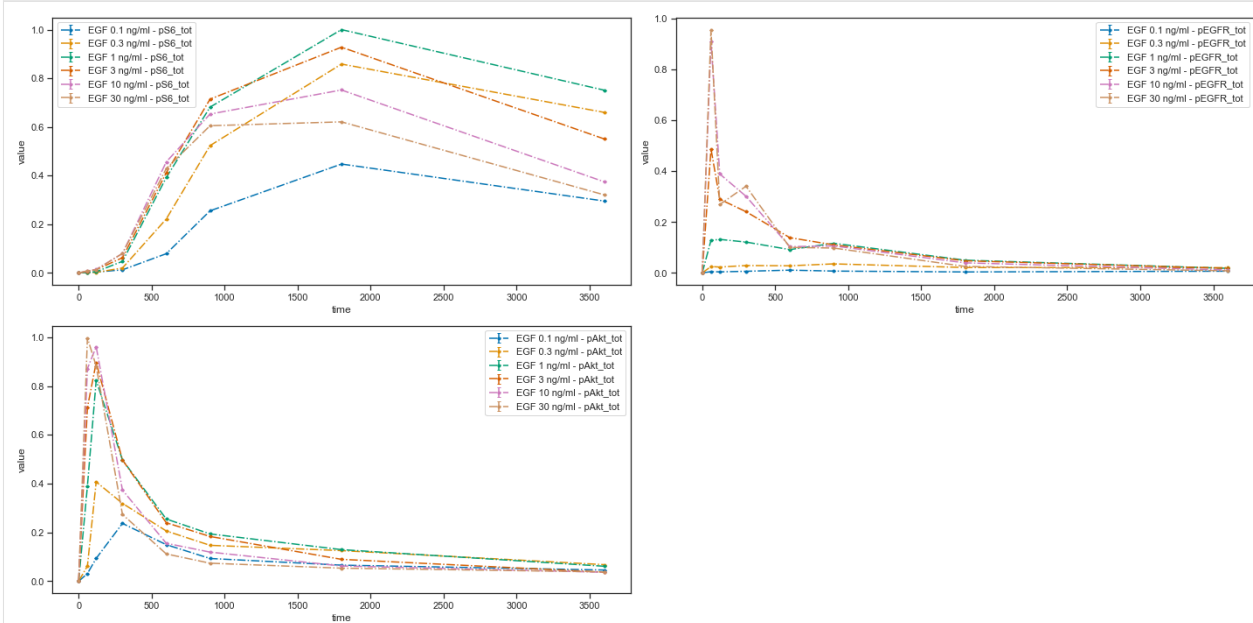 EGF 0.1 ng/ml - pS6_tot
EGF 0.3 ng/ml - pS6_tot
EGF 1 ng/ml - pS6_tot
EGF 3 ng/ml - pS6_tot
EGF 10 ng/ml - pS6_tot
EGF 30 ng/ml - pS6_tot
value
1.0
0.8
0.6
0.4
0.2
0.0
0 500 1000 1500 2000 2500 3000 3500
time
EGF 0.1 ng/ml - pEGFR_tot
EGF 0.3 ng/ml - pEGFR_tot
EGF 1 ng/ml - pEGFR_tot
EGF 3 ng/ml - pEGFR_tot
EGF 10 ng/ml - pEGFR_tot
EGF 30 ng/ml - pEGFR_tot
value
1.0
0.8
0.6
0.4
0.2
0.0
0 500 1000 1500 2000 2500 3000 3500
time
EGF 0.1 ng/ml - pAkt_tot
EGF 0.3 ng/ml - pAkt_tot
EGF 1 ng/ml - pAkt_tot
EGF 3 ng/ml - pAkt_tot
EGF 10 ng/ml - pAkt_tot
EGF 30 ng/ml - pAkt_tot
value
1.0
0.8
0.6
0.4
0.2
0.0
0 500 1000 1500 2000 2500 3000 3500
time